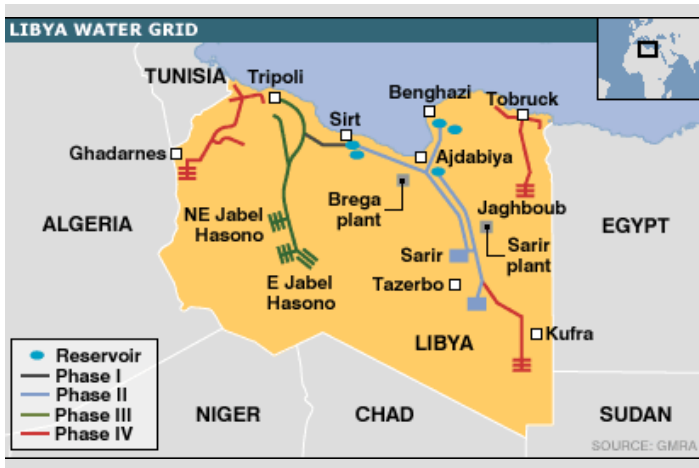 LIBYA WATER GRID
TUNISIA
Tripoli
Benghazi
Tobruck
Sirt
Ghadarnes
Ajdabiya
Brega
plant
Jaghboub
NE Jabel
Hasono
ALGERIA
EGYPT
Sarir
Sarir
plant
E Jabel
Hasono
Tazerbo
LIBYA
Kufra
Reservoir
Phase I
Phase II
Phase III
Phase IV
NIGER
CHAD
SUDAN
SOURCE: GMRA